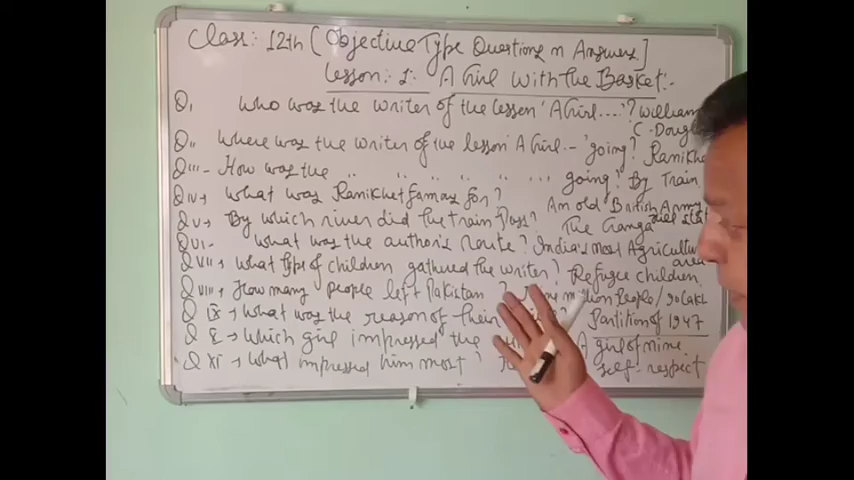 Class: 12th [Objective Type Questions n Answers]
Lesson:- 1: A Girl with the Basket:-
Q1 who was the writer of the lesson 'A Girl....'? William
C. Dougl
Q11 where was the writer of the lesson 'A Girl.-- 'going? Ranikhe
QIII- How was the " " " " " ... going? By Train
QIV→ what was Ranikhet famaz for? An old British Army
QV→ By which river did the train pass? The Ganga
QVI- what was the author's route? India's most Agricultu
area
QVII→ what type of children gathered the writer? Refugee children.
QVIII→ How many people left Pakistan ? million people/90 Lakh
Q IX→ what was the reason of their Partition of 1947
Q X→ which girl impressed the A girl of nine
Q XI→ what impressed him most? self-respect